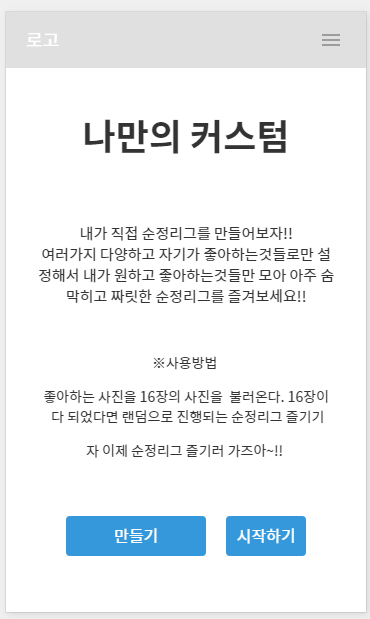 로고
나만의 커스텀
내가 직접 순정리그를 만들어보자!!
여러가지 다양하고 자기가 좋아하는것들로만 설
정해서 내가 원하고 좋아하는것들만 모아 아주 숨
막히고 짜릿한 순정리그를 즐겨보세요!!
※사용방법
좋아하는 사진을 16장의 사진을  불러온다. 16장이
다 되었다면 랜덤으로 진행되는 순정리그 즐기기
자 이제 순정리그 즐기러 가즈아~!!
만들기 시작하기